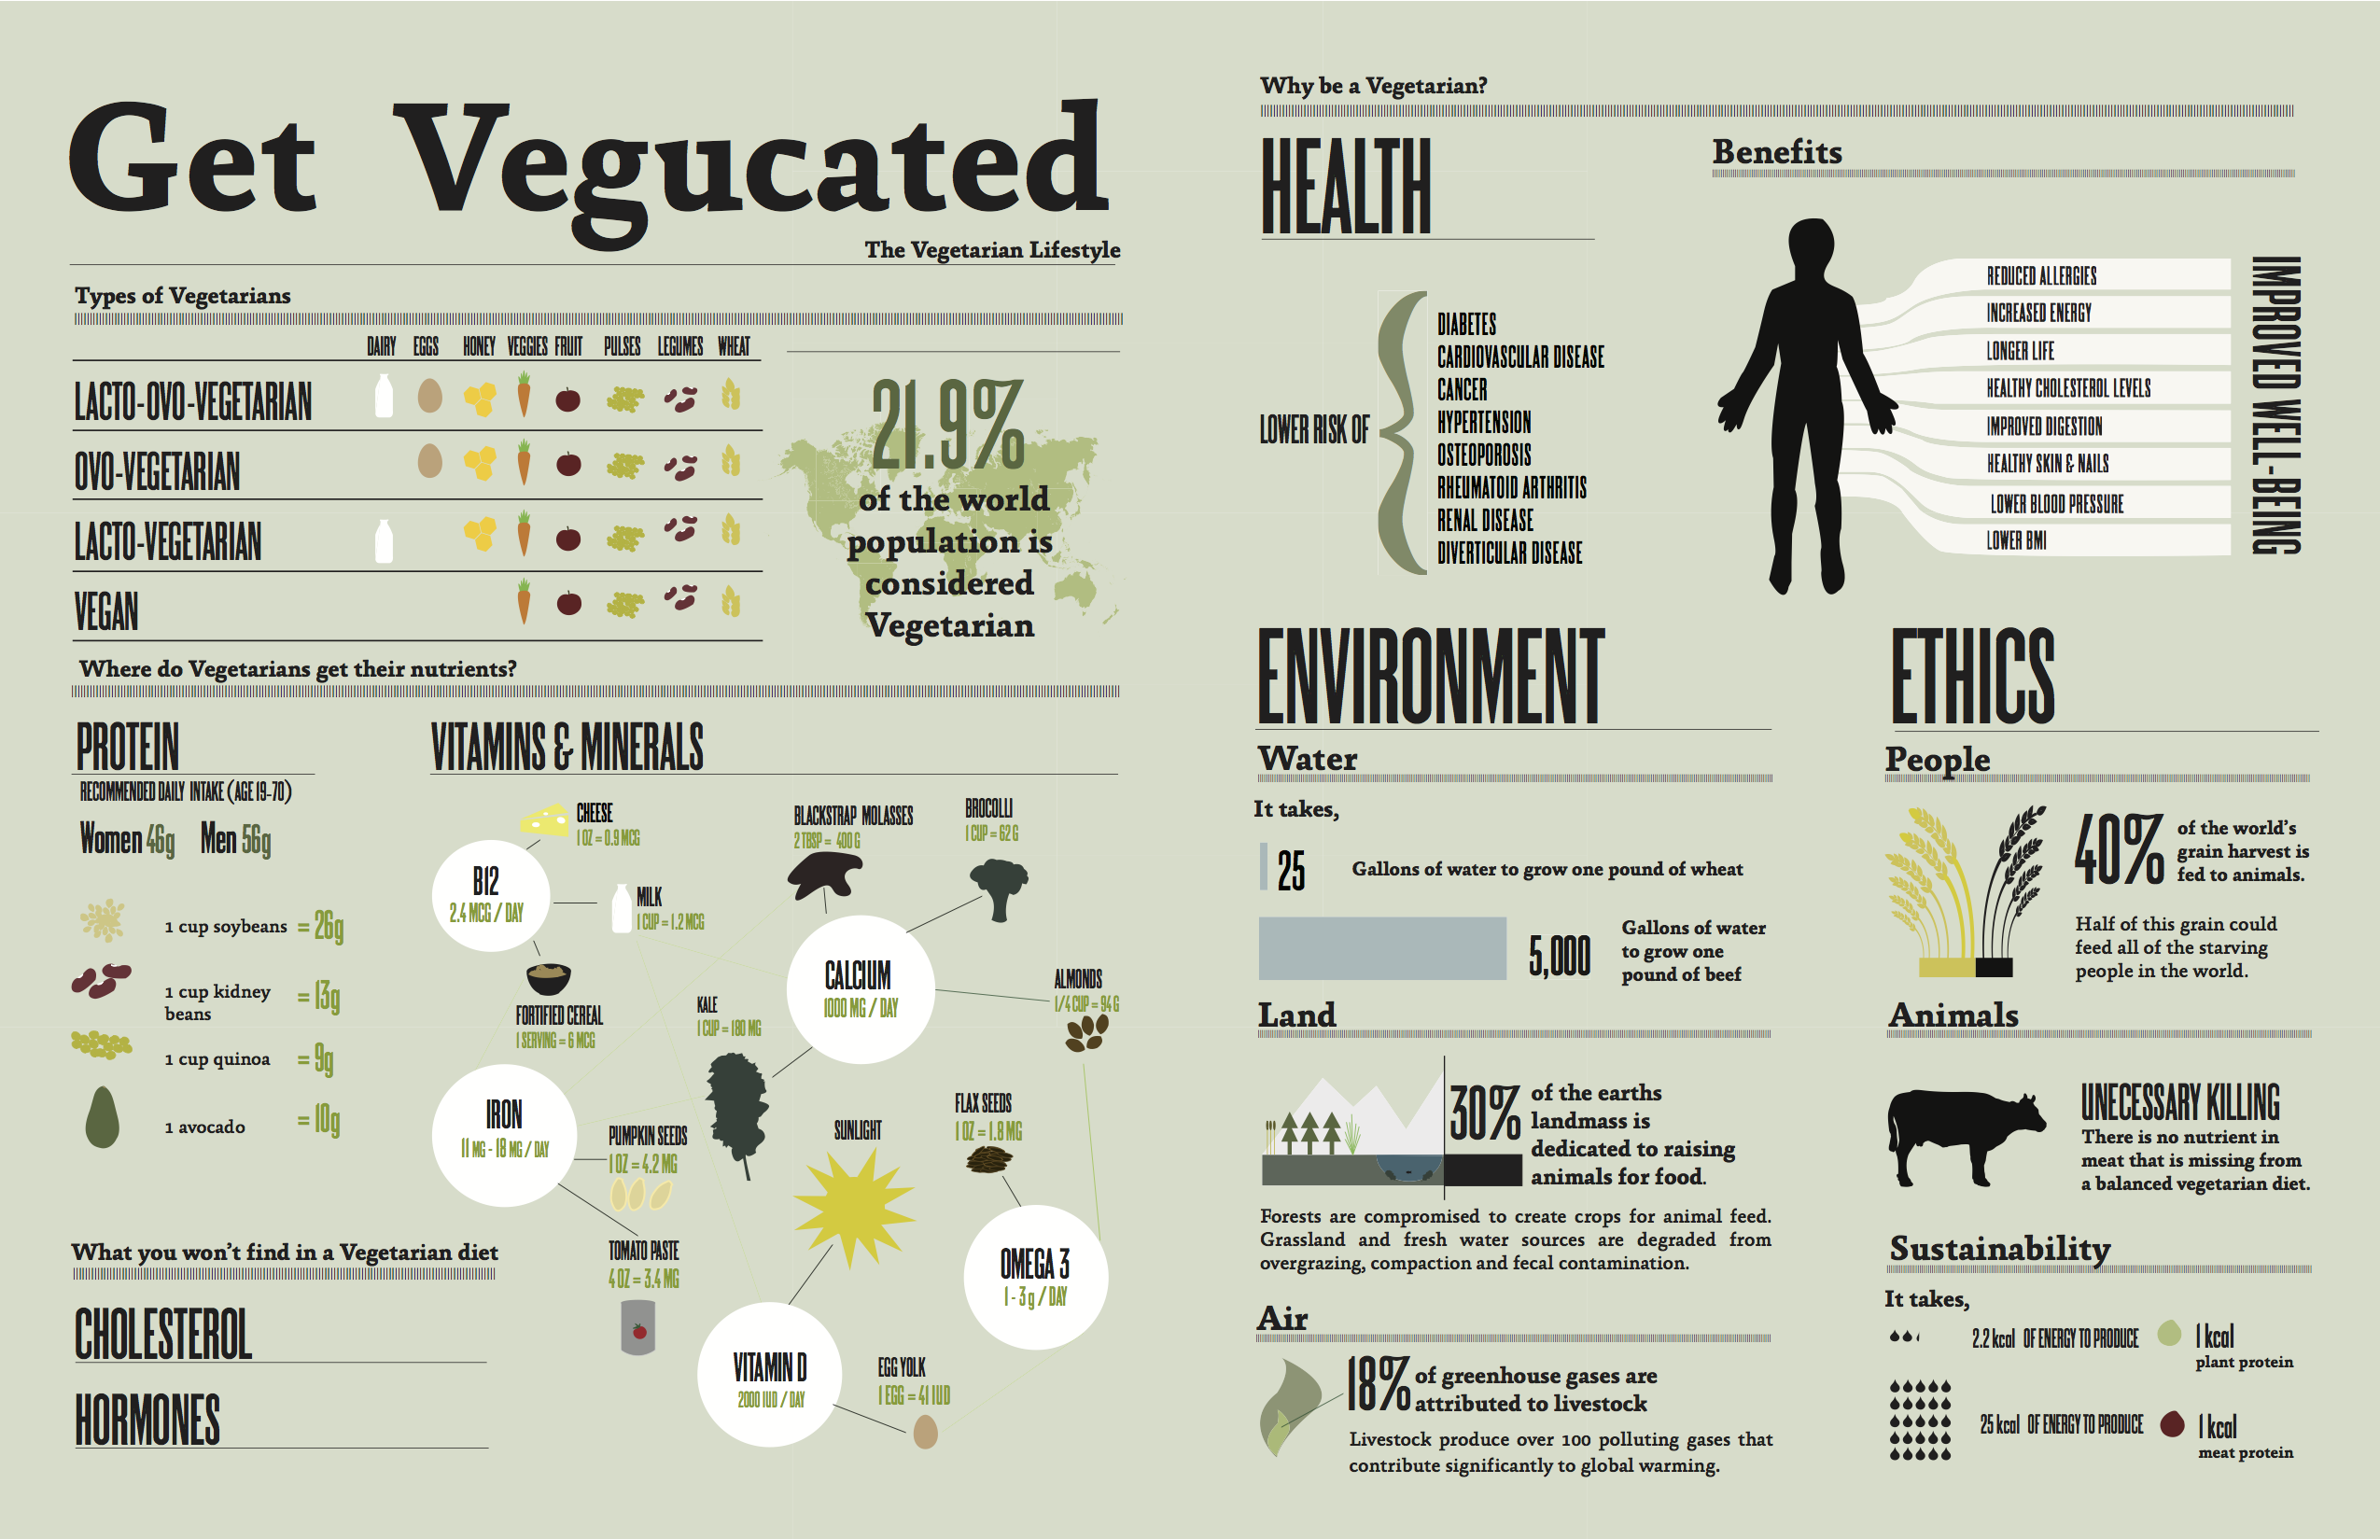 Get Vegucated
The Vegetarian Lifestyle
Types of Vegetarians
DAIRY EGGS HONEY VEGGIES FRUIT PULSES LEGUMES WHEAT
LACTO-OVO-VEGETARIAN
OVO-VEGETARIAN
LACTO-VEGETARIAN
VEGAN
21.9%
of the world
population is
considered
Vegetarian
Where do Vegetarians get their nutrients?
PROTEIN
RECOMMENDED DAILY INTAKE (AGE 19-70)
Women 46g Men 56g
1 cup soybeans = 26g
1 cup kidney
beans
= 13g
1 cup quinoa = 9g
1 avocado = 10g
VITAMINS & MINERALS
B12
2.4 MCG / DAY
CHEESE
1 OZ = 0.9 MCG
MILK
1 CUP = 1.2 MCG
FORTIFIED CEREAL
1 SERVING = 6 MCG
BLACKSTRAP MOLASSES
2 TBSP = 400 G
BROCOLLI
1 CUP = 62 G
CALCIUM
1000 MG / DAY
ALMONDS
1/4 CUP = 94 G
KALE
1 CUP = 180 MG
IRON
11 MG - 18 MG / DAY
PUMPKIN SEEDS
1 OZ = 4.2 MG
TOMATO PASTE
4 OZ = 3.4 MG
SUNLIGHT
FLAX SEEDS
1 OZ = 1.8 MG
OMEGA 3
1 - 3 g / DAY
VITAMIN D
2000 IUD / DAY
EGG YOLK
1 EGG = 41 IUD
What you won't find in a Vegetarian diet
CHOLESTEROL
HORMONES
Why be a Vegetarian?
HEALTH
LOWER RISK OF
DIABETES
CARDIOVASCULAR DISEASE
CANCER
HYPERTENSION
OSTEOPOROSIS
RHEUMATOID ARTHRITIS
RENAL DISEASE
DIVERTICULAR DISEASE
Benefits
REDUCED ALLERGIES
INCREASED ENERGY
LONGER LIFE
HEALTHY CHOLESTEROL LEVELS
IMPROVED DIGESTION
HEALTHY SKIN & NAILS
LOWER BLOOD PRESSURE
LOWER BMI
IMPROVED WELL-BEING
ENVIRONMENT
Water
It takes,
25 Gallons of water to grow one pound of wheat
5,000
Gallons of water
to grow one
pound of beef
Land
30%
of the earths
landmass is
dedicated to raising
animals for food.
Forests are compromised to create crops for animal feed.
Grassland and fresh water sources are degraded from
overgrazing, compaction and fecal contamination.
Air
18%
of greenhouse gases are
attributed to livestock
Livestock produce over 100 polluting gases that
contribute significantly to global warming.
ETHICS
People
40%
of the world's
grain harvest is
fed to animals.
Half of this grain could
feed all of the starving
people in the world.
Animals
UNECESSARY KILLING
There is no nutrient in
meat that is missing from
a balanced vegetarian diet.
Sustainability
It takes,
2.2 kcal OF ENERGY TO PRODUCE 1 kcal
plant protein
25 kcal OF ENERGY TO PRODUCE 1 kcal
meat protein